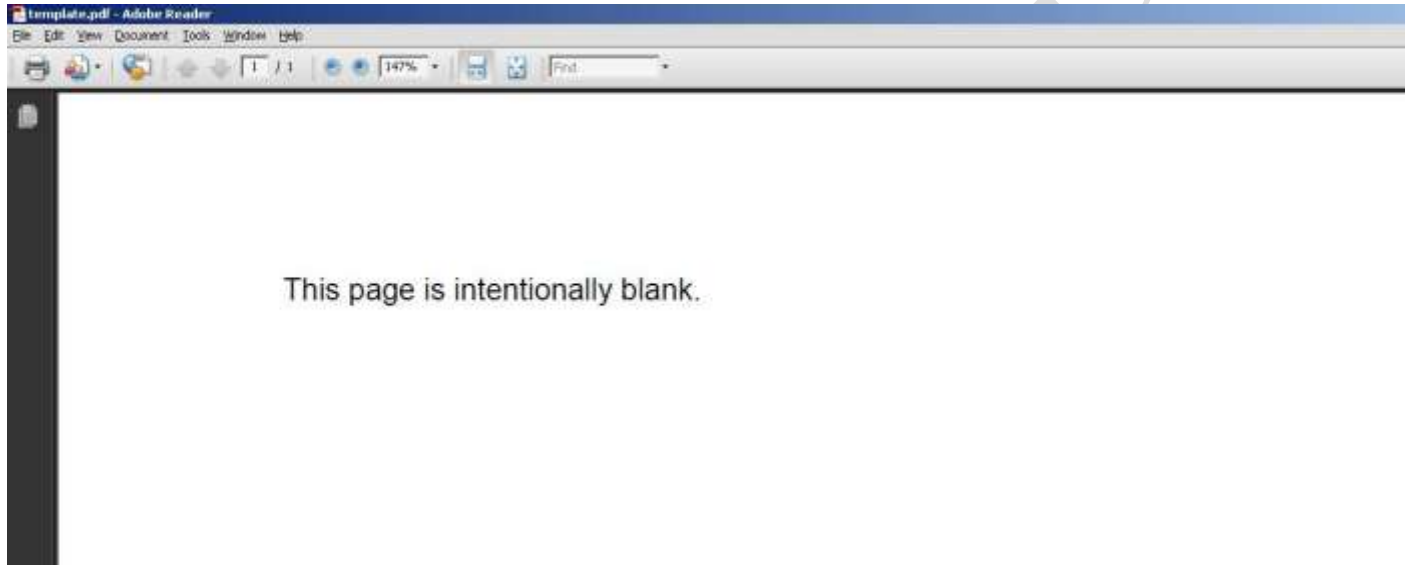 template.pdf - Adobe Reader
File Edit View Document Tools Window Help
1 / 1 147% Find
This page is intentionally blank.